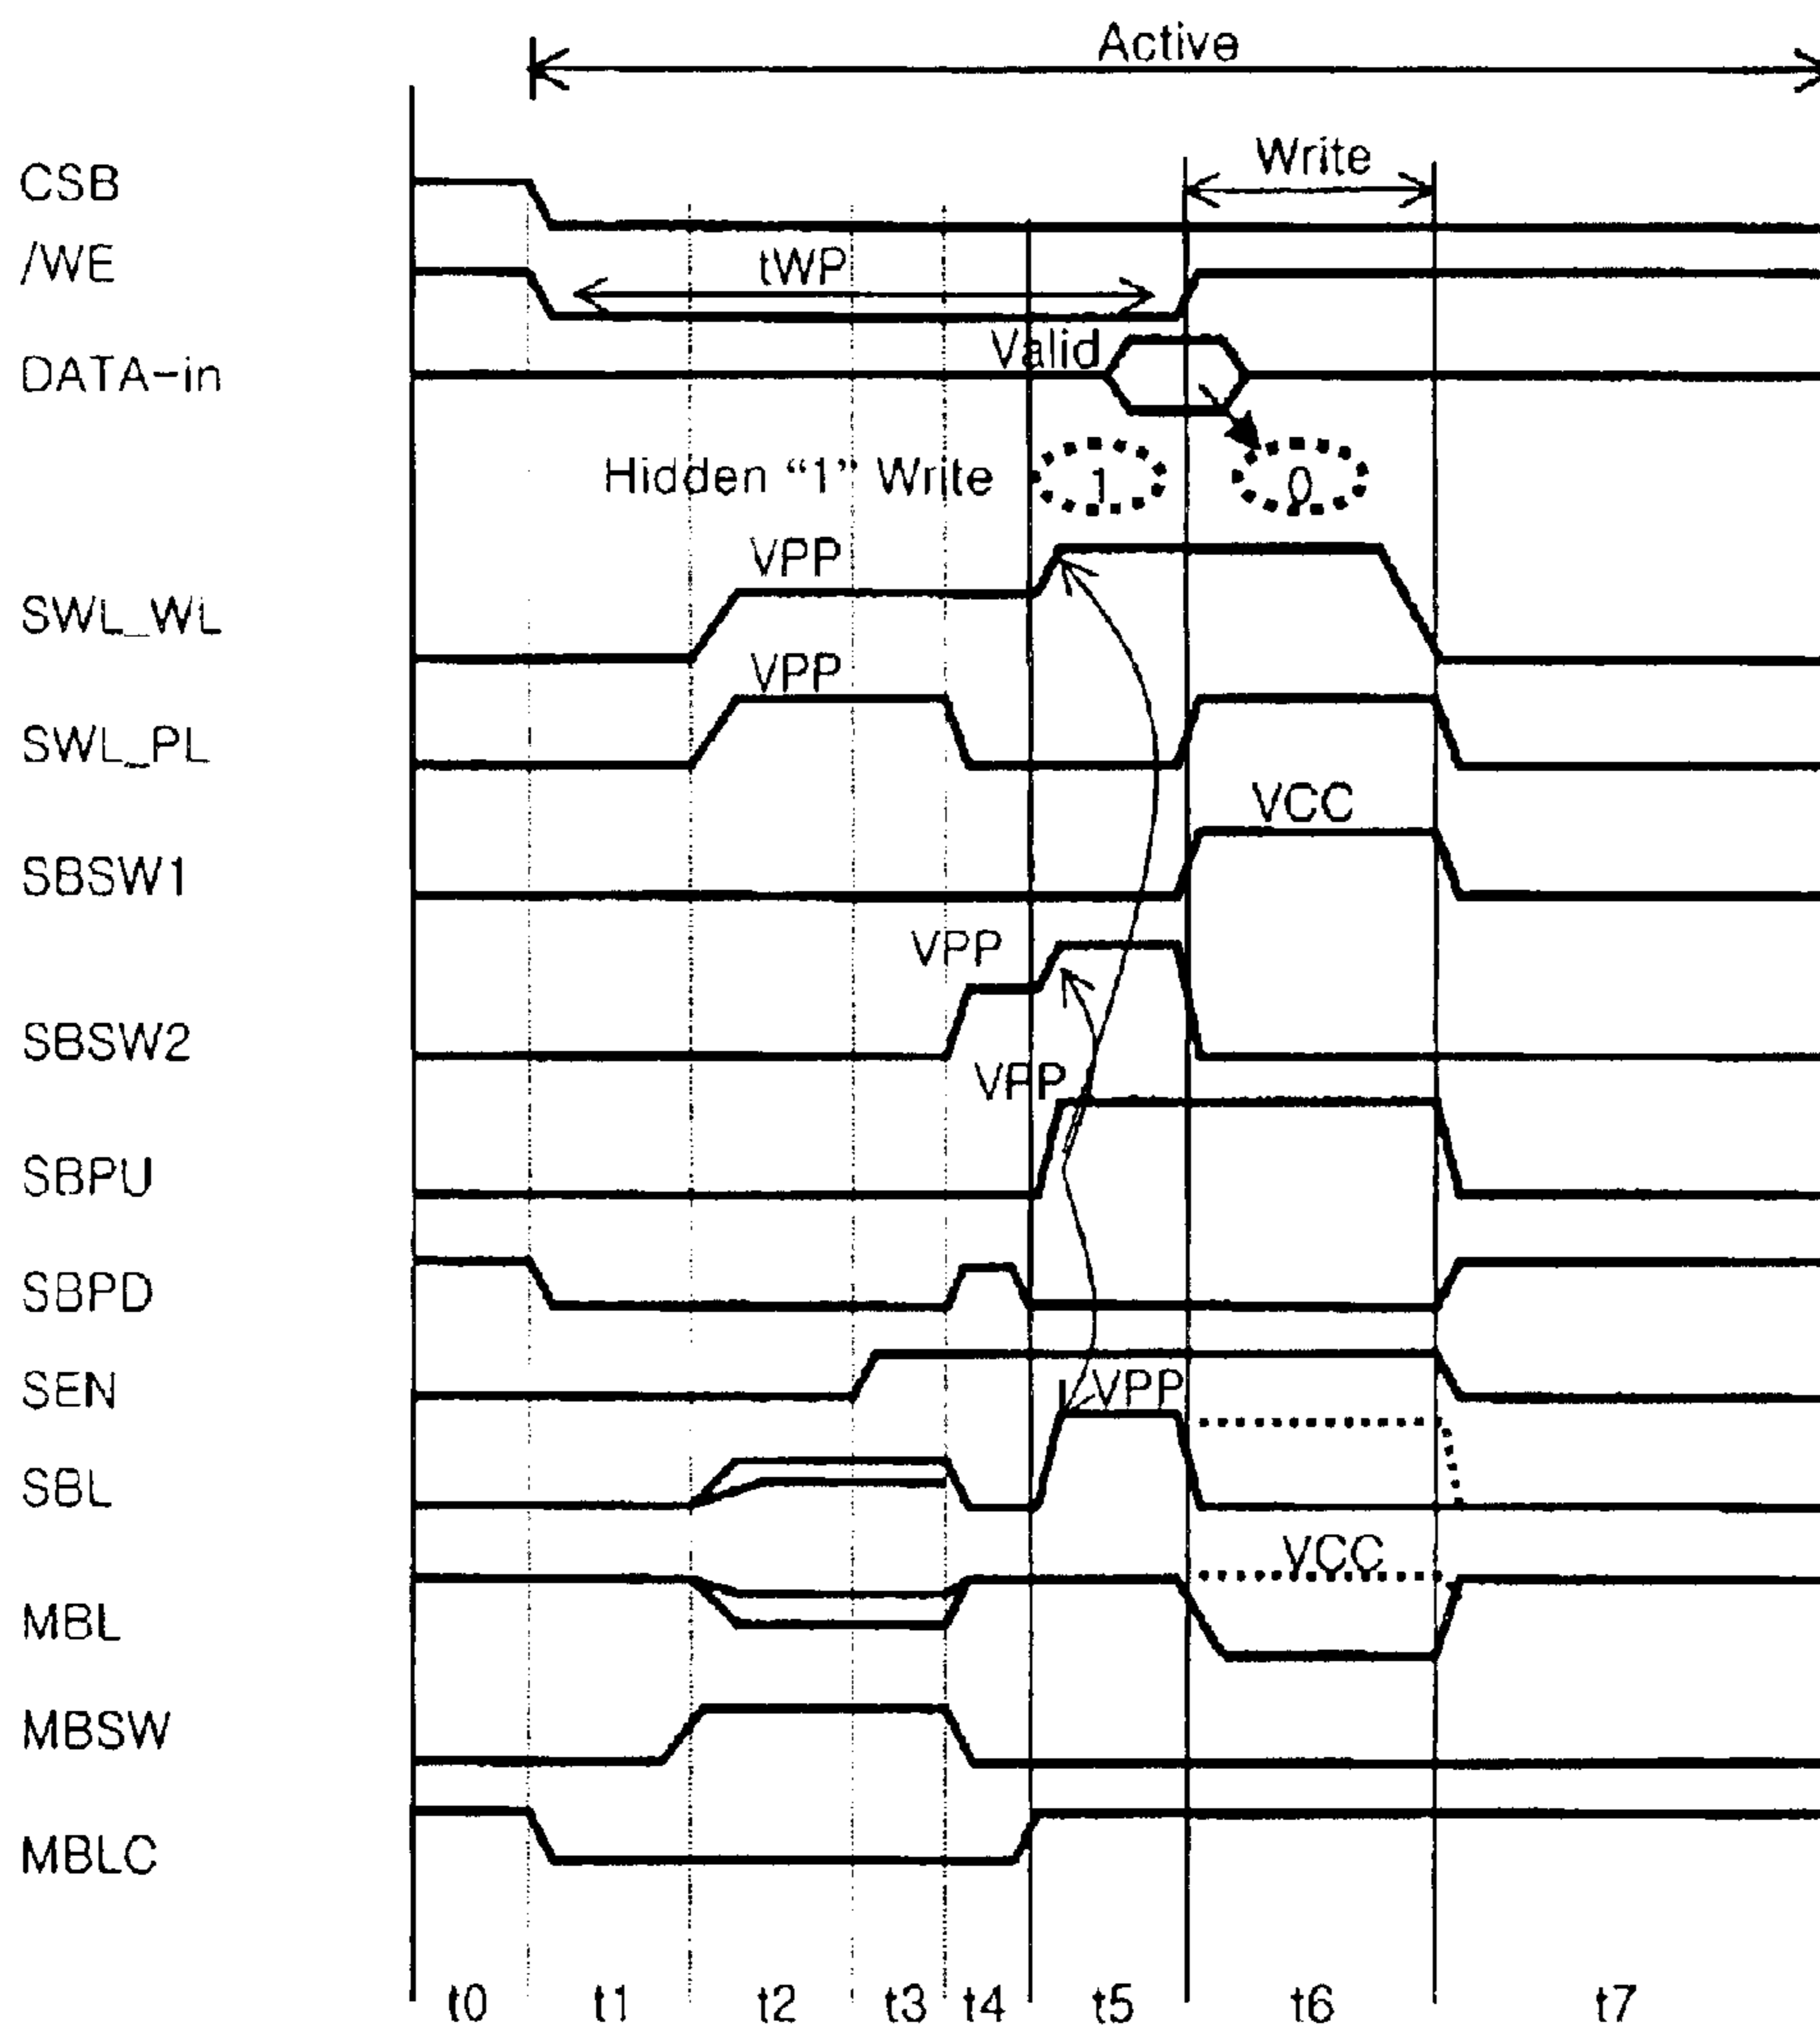 Active
Write
CSB
/WE
tWP
Valid
DATA-in
Hidden “1” Write
1
0
VPP
SWL_WL
VPP
SWL_PL
VCC
SBSW1
VPP
SBSW2
VPP
SBPU
SBPD
SEN
VPP
SBL
VCC
MBL
MBSW
MBLC
t0 t1 t2 t3 t4 t5 t6 t7